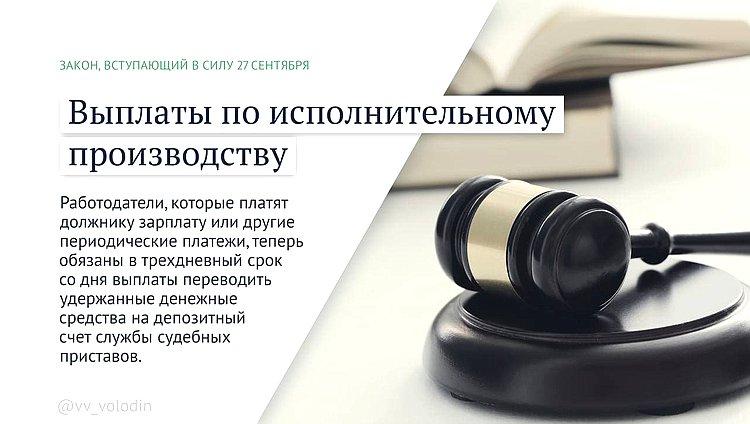 ЗАКОН, ВСТУПАЮЩИЙ В СИЛУ 27 СЕНТЯБРЯ
Выплаты по исполнительному
производству
Работодатели, которые платят
должнику зарплату или другие
периодические платежи, теперь
обязаны в трехдневный срок
со дня выплаты переводить
удержанные денежные
средства на депозитный
счет службы судебных
приставов.
@vv_volodin